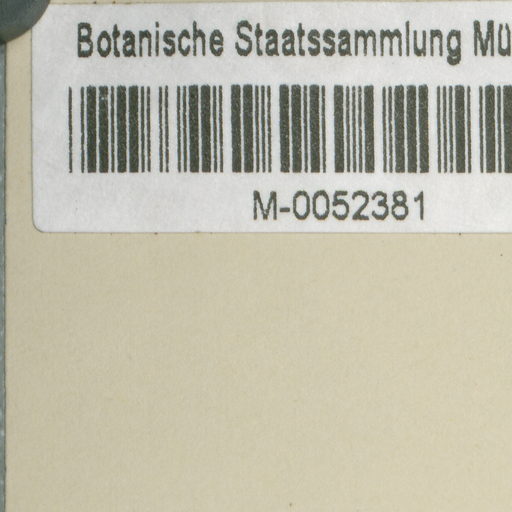 Botanische Staatssammlung Mü
M-0052381